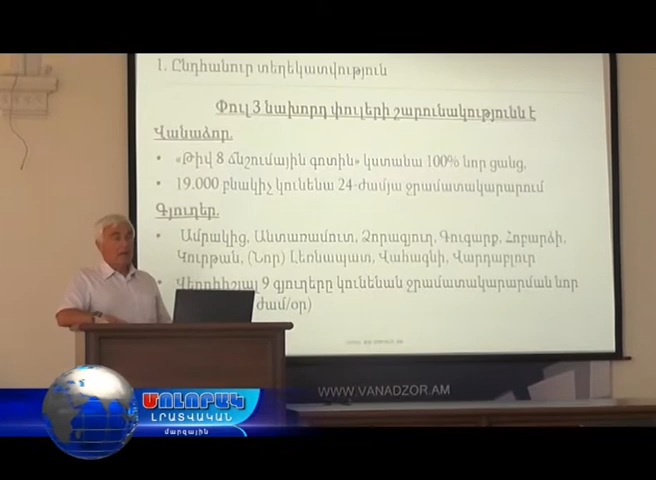 1. Ընդհանուր տեղեկատվություն
Փուլ 3 նախորդ փուլերի շարունակությունն է
Վանաձոր.
• «Թիվ 8 ճնշումային գոտին» կստանա 100% նոր ցանց,
• 19.000 բնակիչ կունենա 24-ժամյա ջրամատակարարում
Գյուղեր.
• Ամրակից, Անտառամուտ, Ձորագյուղ, Գուգարք, Հոբարձի,
Կուրթան, (Նոր) Լեռնապատ, Վահագնի, Վարդաբլուր
• Վերոհիշյալ 9 գյուղերը կունենան ջրամատակարարման նոր
ժամ/օր)
WWW.VANADZOR.AM
ՄՈԼՈՐԱԿ
ԼՐԱՏՎԱԿԱՆ
մարզային